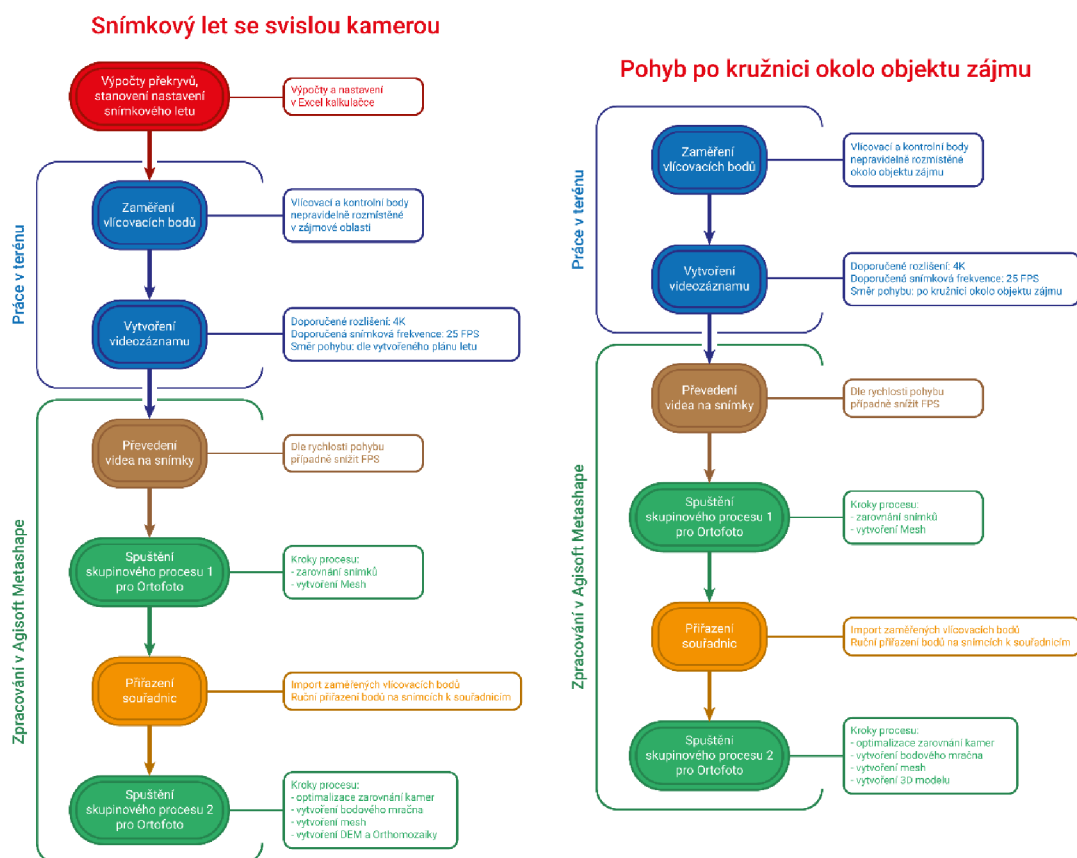 Snímkový let se svislou kamerou
Výpočty překryvů,
stanovení nastavení
snímkového letu
Výpočty a nastavení
v Excel kalkulačce
Práce v terénu
Zaměření
vlícovacích bodů
Vlícovací a kontrolní body
nepravidelně rozmístěné
v zájmové oblasti
Vytvoření
videozáznamu
Doporučené rozlišení: 4K
Doporučená snímková frekvence: 25 FPS
Směr pohybu: dle vytvořeného plánu letu
Zpracování v Agisoft Metashape
Převedení
videa na snímky
Dle rychlosti pohybu
případně snížit FPS
Spuštění
skupinového procesu 1
pro Ortofoto
Kroky procesu:
- zarovnání snímků
- vytvoření Mesh
Přiřazení
souřadnic
Import zaměřených vlícovacích bodů
Ruční přiřazení bodů na snímcích k souřadnicím
Spuštění
skupinového procesu 2
pro Ortofoto
Kroky procesu:
- optimalizace zarovnání kamer
- vytvoření bodového mračna
- vytvoření mesh
- vytvoření DEM a Orthomozaiky
Pohyb po kružnici okolo objektu zájmu
Práce v terénu
Zaměření
vlícovacích bodů
Vlícovací a kontrolní body
nepravidelně rozmístěné
okolo objektu zájmu
Vytvoření
videozáznamu
Doporučené rozlišení: 4K
Doporučená snímková frekvence: 25 FPS
Směr pohybu: po kružnici okolo objektu zájmu
Zpracování v Agisoft Metashape
Převedení
videa na snímky
Dle rychlosti pohybu
případně snížit FPS
Spuštění
skupinového procesu 1
pro Ortofoto
Kroky procesu:
- zarovnání snímků
- vytvoření Mesh
Přiřazení
souřadnic
Import zaměřených vlícovacích bodů
Ruční přiřazení bodů na snímcích k souřadnicím
Spuštění
skupinového procesu 2
pro Ortofoto
Kroky procesu:
- optimalizace zarovnání kamer
- vytvoření bodového mračna
- vytvoření mesh
- vytvoření 3D modelu